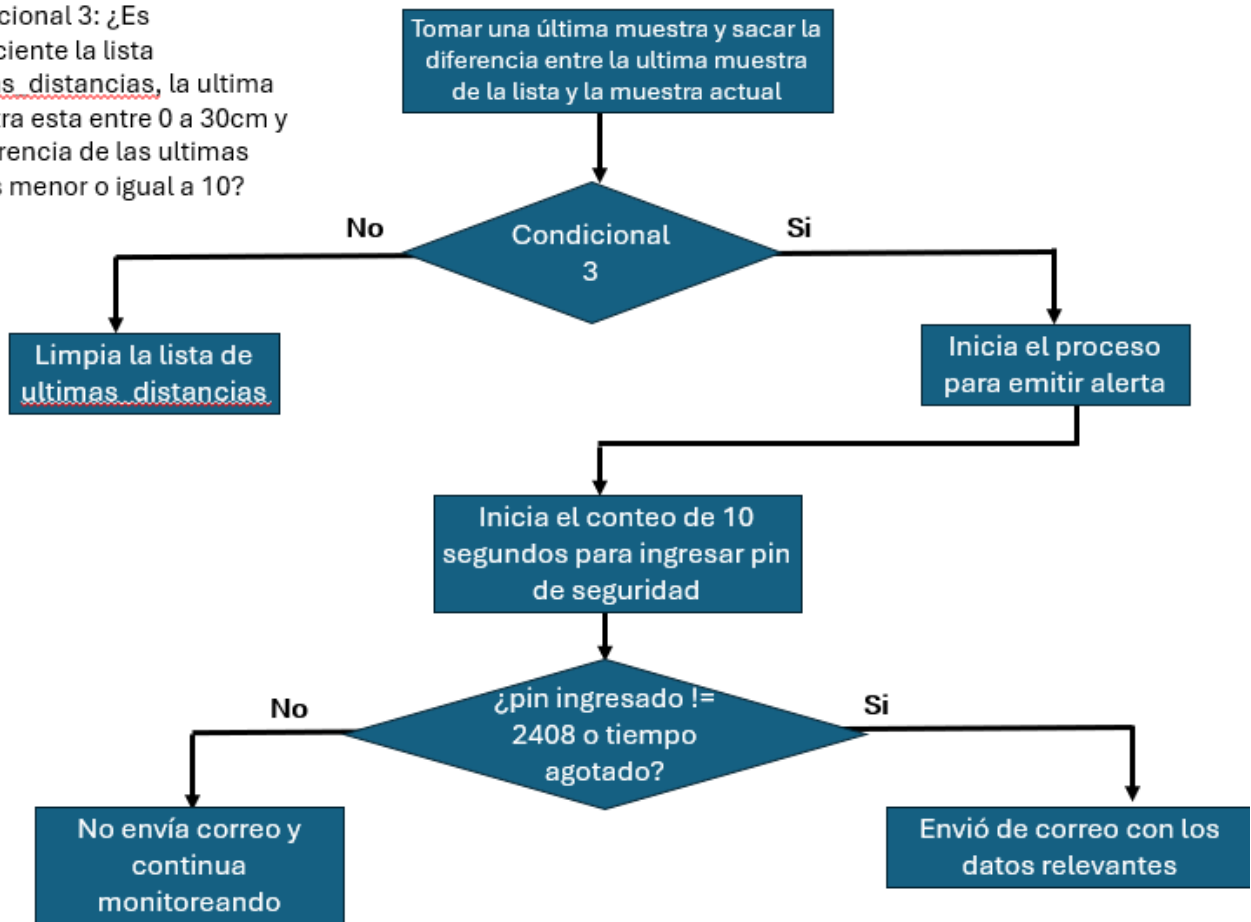 cional 3: ¿Es
ciente la lista
as_distancias, la ultima
tra esta entre 0 a 30cm y
rencia de las ultimas
s menor o igual a 10?
Tomar una última muestra y sacar la
diferencia entre la ultima muestra
de la lista y la muestra actual
No
Condicional
3
Si
Limpia la lista de
ultimas_distancias
Inicia el proceso
para emitir alerta
Inicia el conteo de 10
segundos para ingresar pin
de seguridad
No
¿pin ingresado !=
2408 o tiempo
agotado?
Si
No envía correo y
continua
monitoreando
Envió de correo con los
datos relevantes